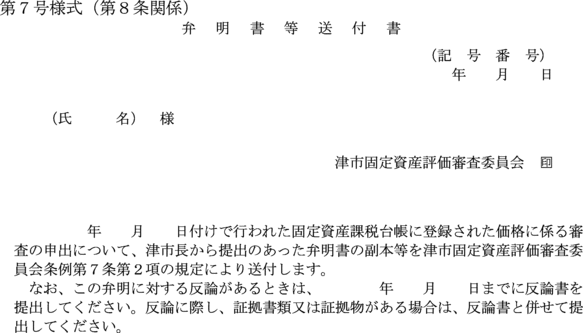 第７号様式（第８条関係）
弁　明　書　等　送　付　書
（記　号　番　号）
年　　月　　日
（氏　　　名）　様
津市固定資産評価審査委員会　印
年　　月　　日付けで行われた固定資産課税台帳に登録された価格に係る審
査の申出について、津市長から提出のあった弁明書の副本等を津市固定資産評価審査委
員会条例第７条第２項の規定により送付します。
なお、この弁明に対する反論があるときは、　　　　年　　月　　日までに反論書を
提出してください。反論に際し、証拠書類又は証拠物がある場合は、反論書と併せて提
出してください。